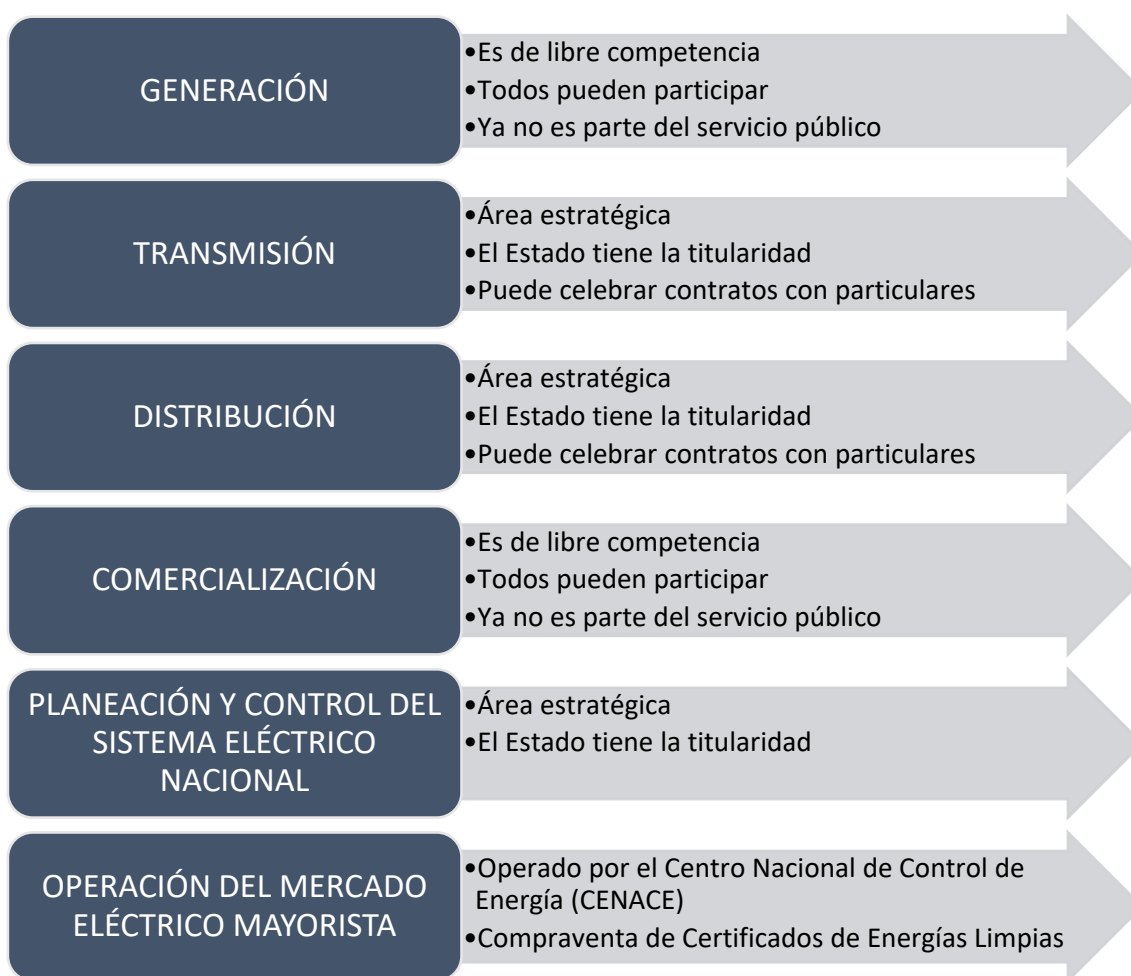 GENERACIÓN
•Es de libre competencia
•Todos pueden participar
•Ya no es parte del servicio público
TRANSMISIÓN
•Área estratégica
•El Estado tiene la titularidad
•Puede celebrar contratos con particulares
DISTRIBUCIÓN
•Área estratégica
•El Estado tiene la titularidad
•Puede celebrar contratos con particulares
COMERCIALIZACIÓN
•Es de libre competencia
•Todos pueden participar
•Ya no es parte del servicio público
PLANEACIÓN Y CONTROL DEL
SISTEMA ELÉCTRICO
NACIONAL
•Área estratégica
•El Estado tiene la titularidad
OPERACIÓN DEL MERCADO
ELÉCTRICO MAYORISTA
•Operado por el Centro Nacional de Control de
Energía (CENACE)
•Compraventa de Certificados de Energías Limpias